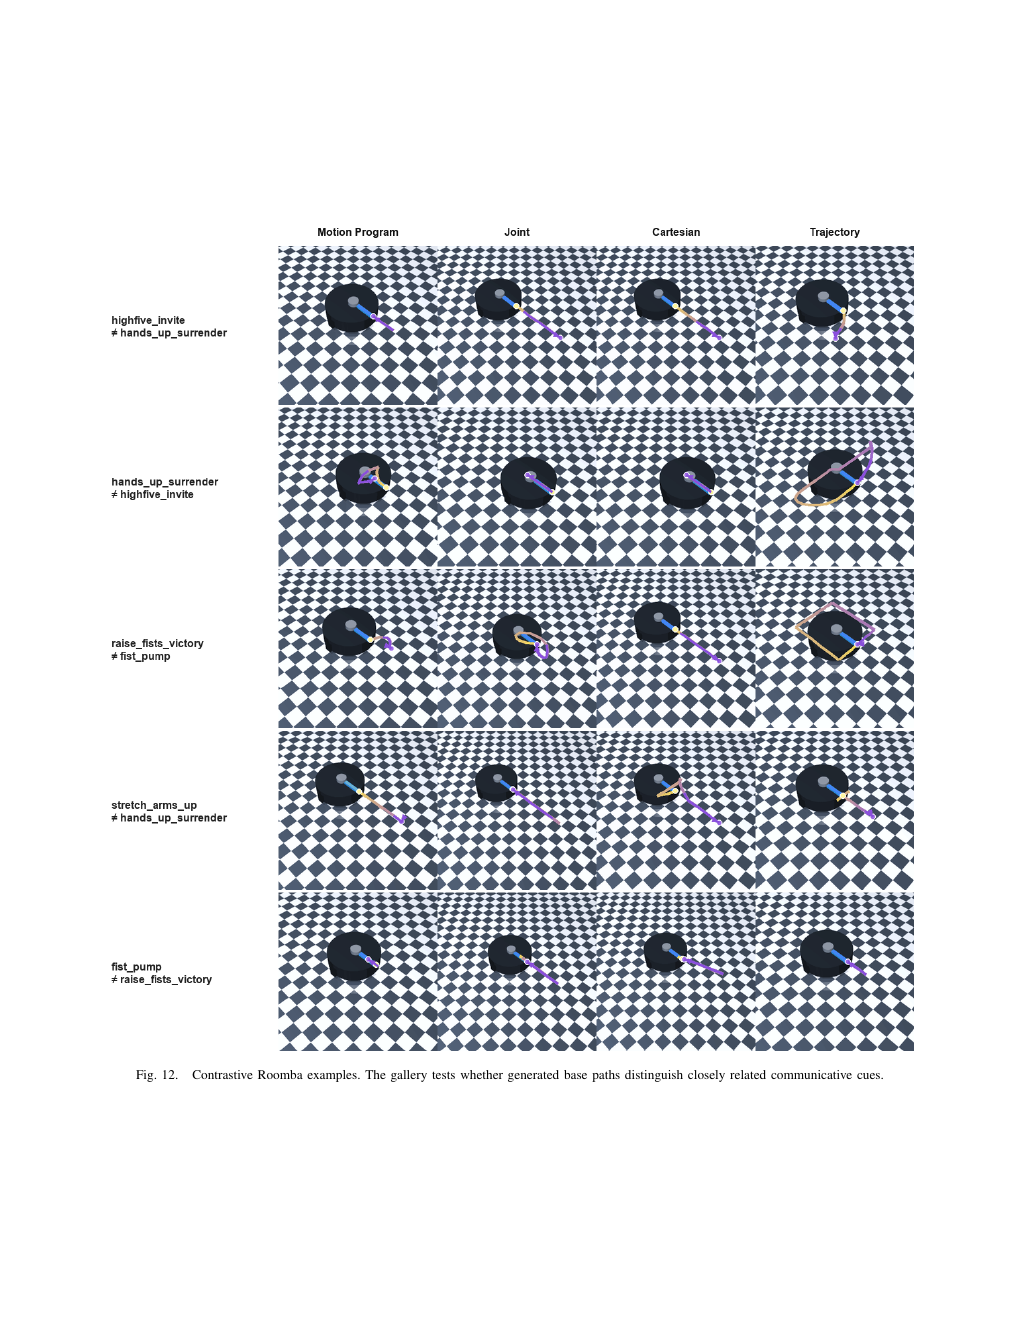 Motion Program Joint Cartesian Trajectory
highfive_invite
≠ hands_up_surrender
hands_up_surrender
≠ highfive_invite
raise_fists_victory
≠ fist_pump
stretch_arms_up
≠ hands_up_surrender
fist_pump
≠ raise_fists_victory
Fig. 12. Contrastive Roomba examples. The gallery tests whether generated base paths distinguish closely related communicative cues.